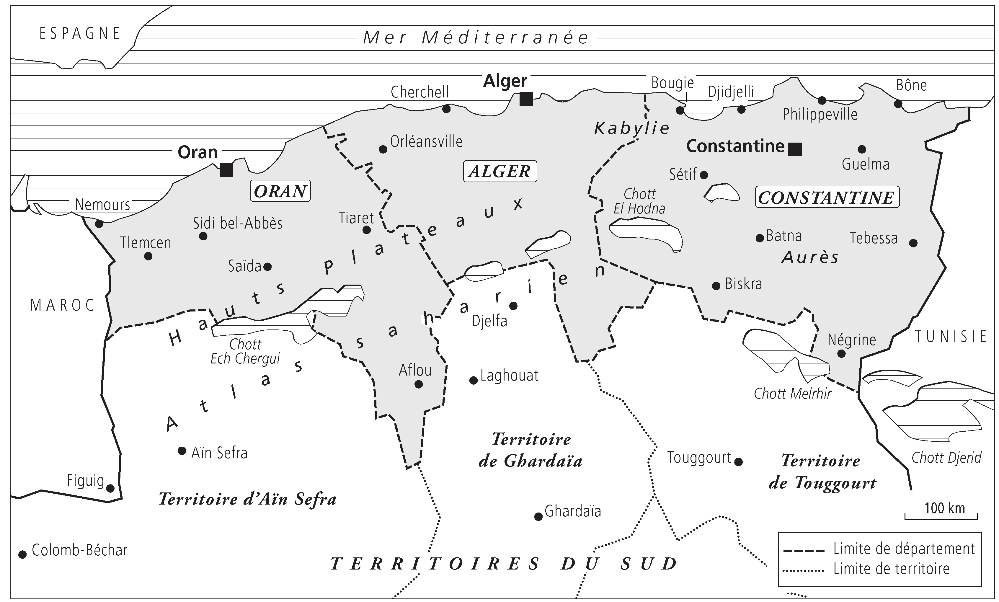 ESPAGNE
Mer Méditerranée
Alger
Cherchell
Bougie
Djidjelli
Bône
Philippeville
Kabylie
Orléansville
Constantine
Oran
Guelma
ALGER
Sétif
ORAN
CONSTANTINE
Chott
El Hodna
Nemours
Sidi bel-Abbès
Tiaret
Tlemcen
Batna
Tebessa
Aurès
Saïda
Hauts Plateaux
Biskra
MAROC
Djelfa
Chott
Ech Chergui
Négrine
TUNISIE
Atlas saharien
Aflou
Laghouat
Chott Melrhir
Territoire
de Ghardaïa
Aïn Sefra
Touggourt
Territoire
de Touggourt
Chott Djerid
Figuig
Territoire d'Aïn Sefra
Ghardaïa
100 km
Colomb-Béchar
TERRITOIRES DU SUD
Limite de département
Limite de territoire